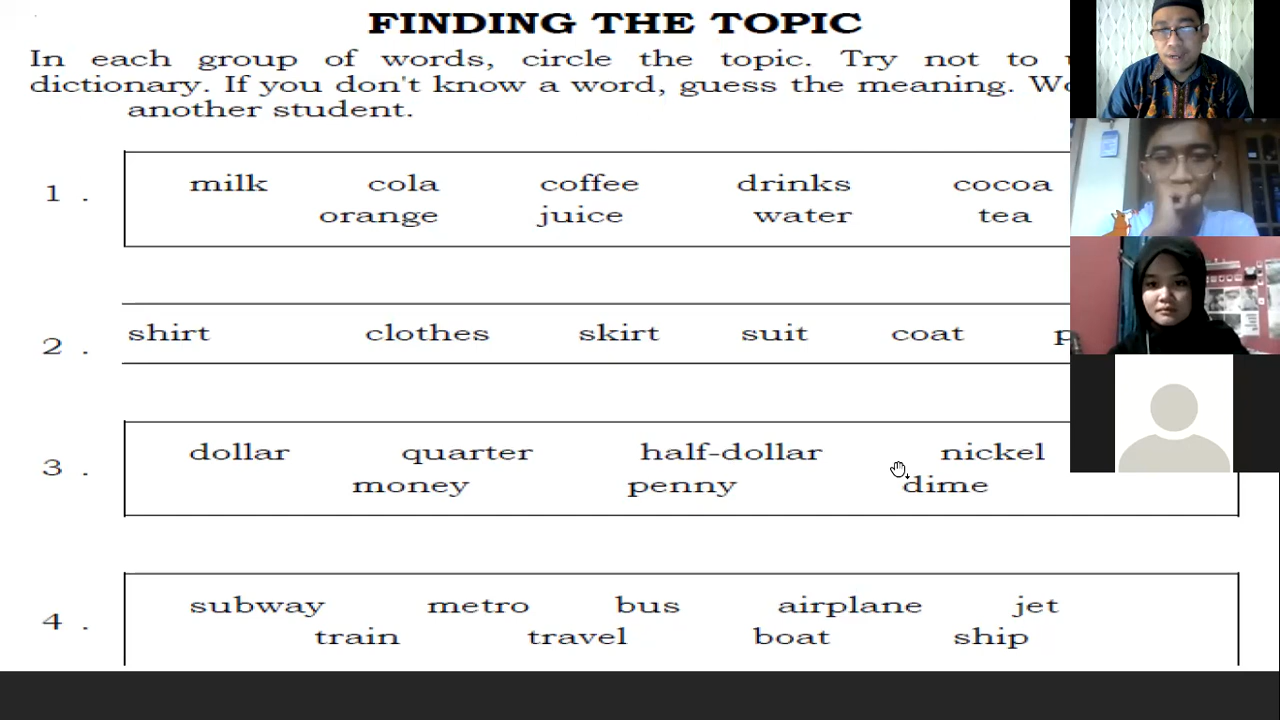 FINDING THE TOPIC
In each group of words, circle the topic. Try not to
dictionary. If you don't know a word, guess the meaning.
another student.
1 .
milk cola coffee drinks cocoa
orange juice water tea
2 .
shirt clothes skirt suit coat
3 .
dollar quarter half-dollar nickel
money penny dime
4 .
subway metro bus airplane jet
train travel boat ship